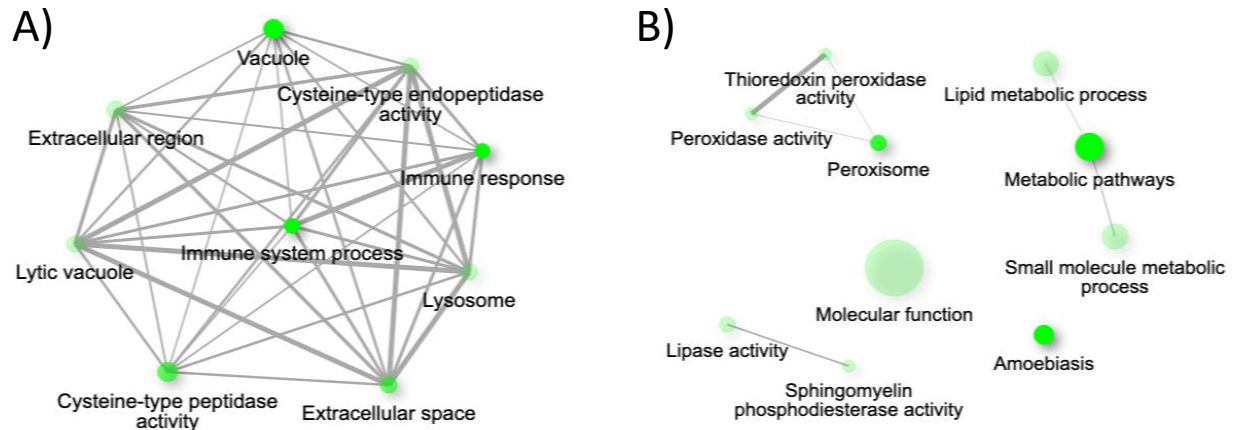 A)
Vacuole
Cysteine-type endopeptidase
activity
Extracellular region
Immune response
Immune system process
Lytic vacuole
Lysosome
Cysteine-type peptidase
activity
Extracellular space
B)
Thioredoxin peroxidase
activity
Lipid metabolic process
Peroxidase activity
Peroxisome
Metabolic pathways
Small molecule metabolic
process
Molecular function
Lipase activity
Amoebiasis
Sphingomyelin
phosphodiesterase activity